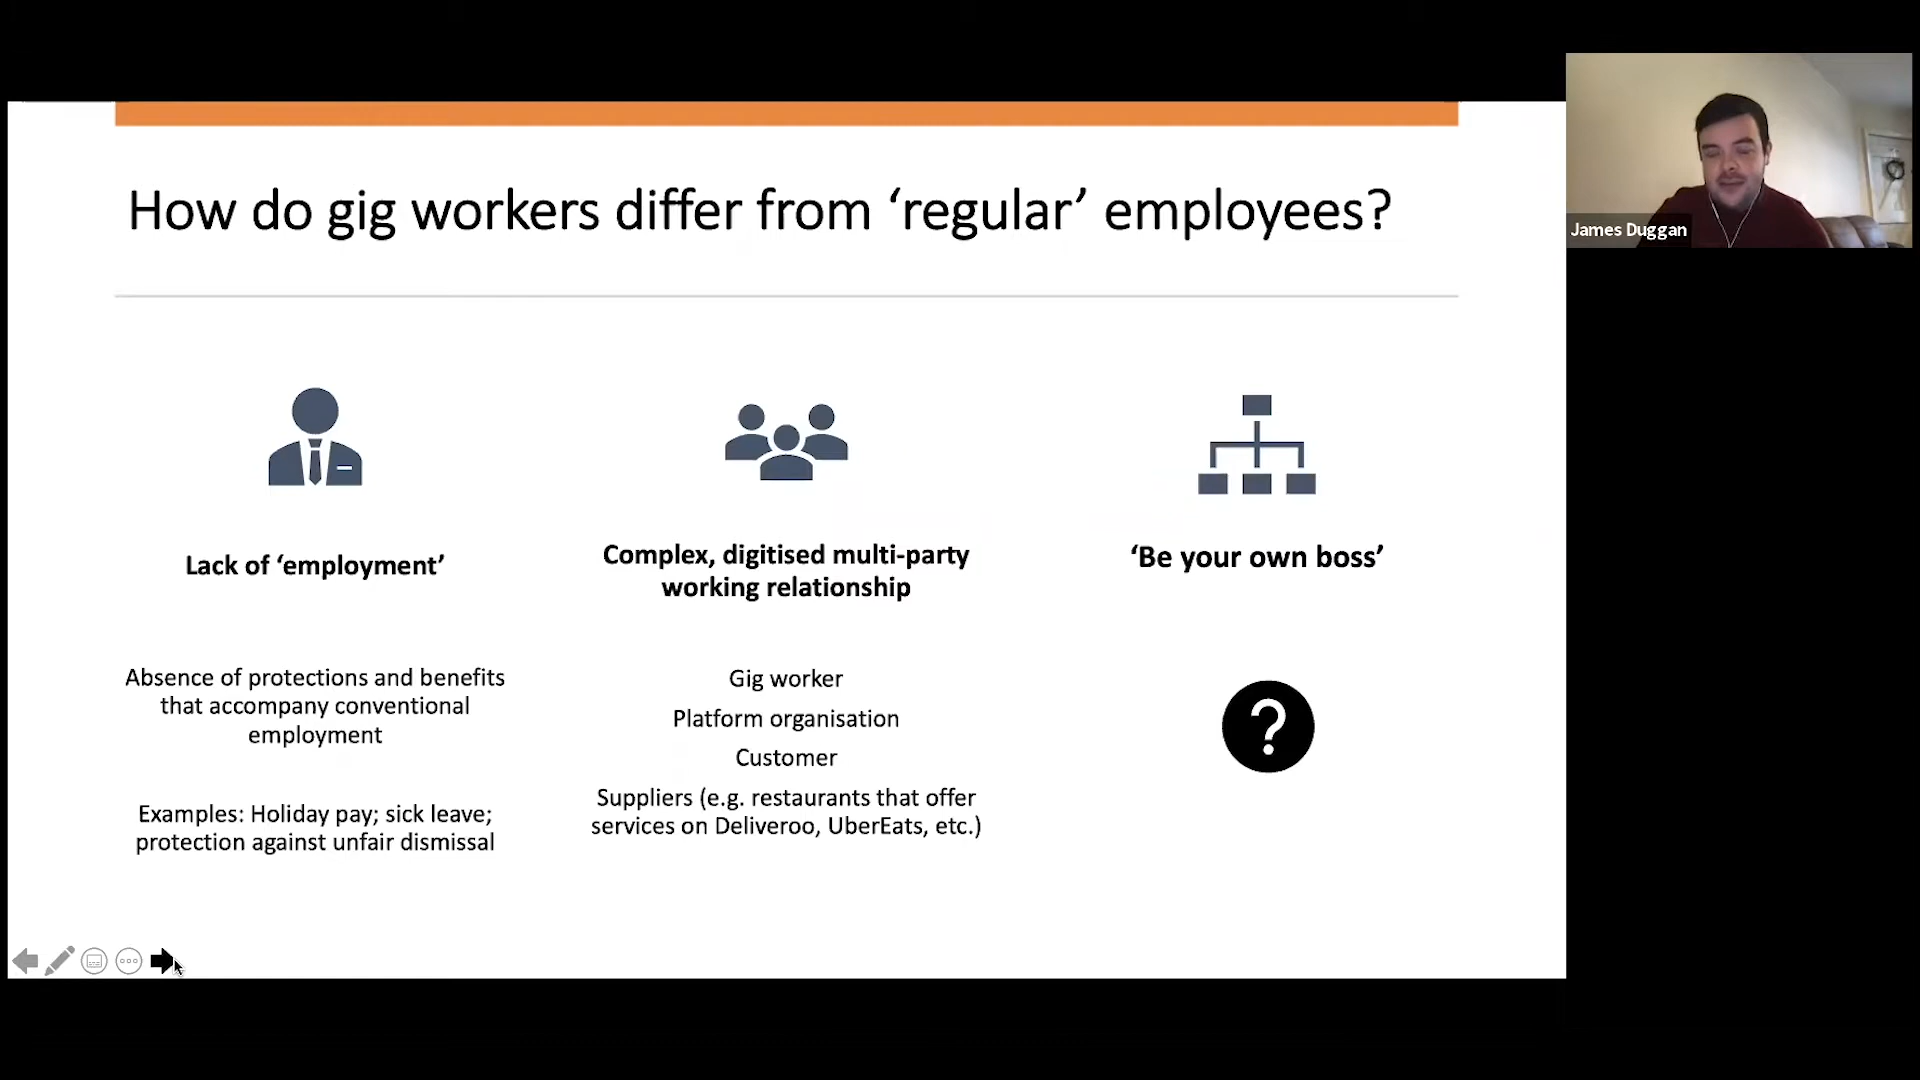 How do gig workers differ from ‘regular’ employees?
James Duggan
Lack of ‘employment’
Absence of protections and benefits
that accompany conventional
employment
Examples: Holiday pay; sick leave;
protection against unfair dismissal
Complex, digitised multi-party
working relationship
Gig worker
Platform organisation
Customer
Suppliers (e.g. restaurants that offer
services on Deliveroo, UberEats, etc.)
‘Be your own boss’
?